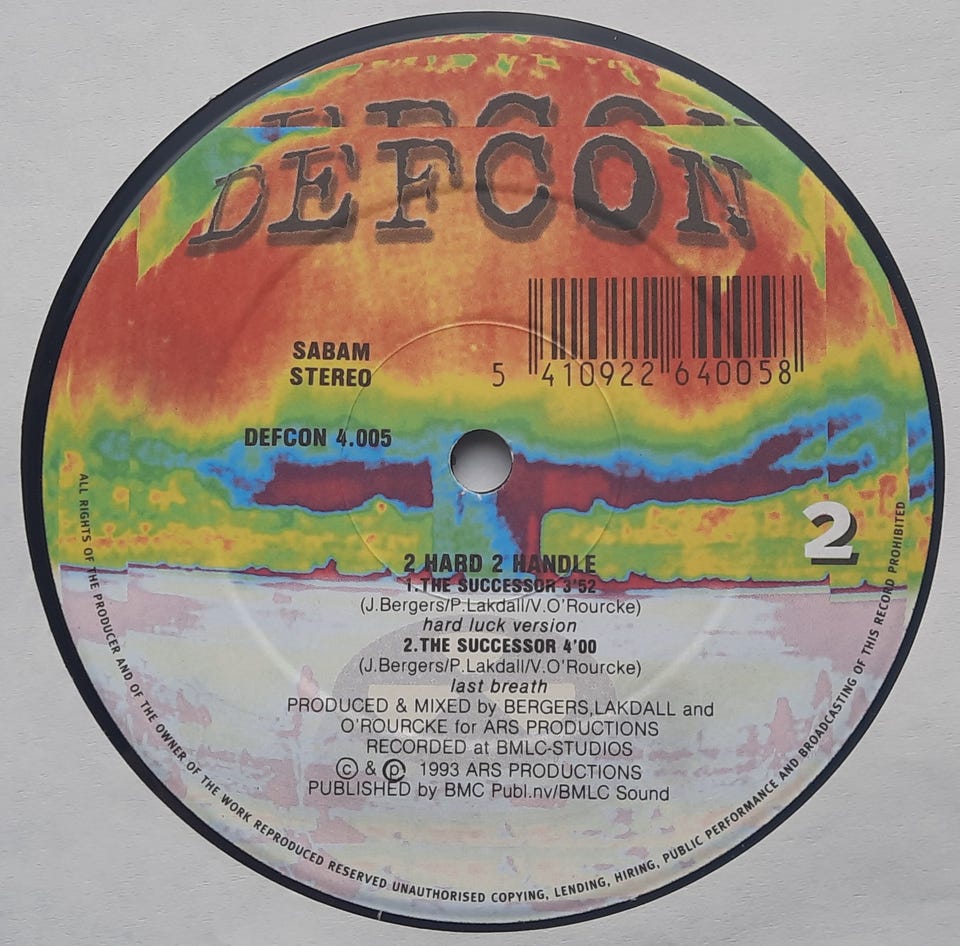 DEFCON
DEFCON
5 410922 640058
SABAM
STEREO
DEFCON 4.005
2
2 HARD 2 HANDLE
1.THE SUCCESSOR 3'52
(J.Bergers/P.Lakdall/V.O'Rourcke)
hard luck version
2.THE SUCCESSOR 4'00
(J.Bergers/P.Lakdall/V.O'Rourcke)
last breath
PRODUCED & MIXED by BERGERS,LAKDALL and
O'ROURCKE for ARS PRODUCTIONS
RECORDED at BMLC-STUDIOS
© & ℗ 1993 ARS PRODUCTIONS
PUBLISHED by BMC Publ.nv/BMLC Sound
ALL RIGHTS OF THE PRODUCER AND OF THE OWNER OF THE WORK REPRODUCED RESERVED UNAUTHORISED COPYING, LENDING, HIRING, PUBLIC PERFORMANCE AND BROADCASTING OF THIS RECORD PROHIBITED